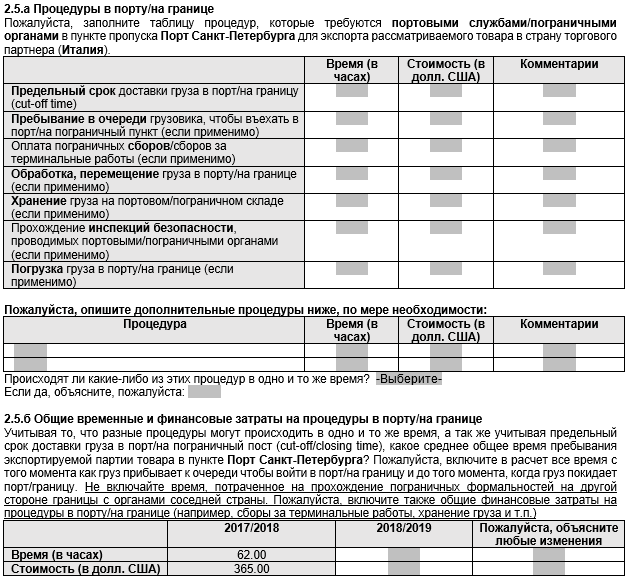 2.5.а Процедуры в порту/на границе
Пожалуйста, заполните таблицу процедур, которые требуются портовыми службами/пограничными
органами в пункте пропуска Порт Санкт-Петербурга для экспорта рассматриваемого товара в страну торгового
партнера (Италия).
Время (в часах) Стоимость (в долл. США) Комментарии
Предельный срок доставки груза в порт/на границу
(cut-off time)
Пребывание в очереди грузовика, чтобы въехать в
порт/на пограничный пункт (если применимо)
Оплата пограничных сборов/сборов за
терминальные работы (если применимо)
Обработка, перемещение груза в порту/на границе
(если применимо)
Хранение груза на портовом/пограничном складе
(если применимо)
Прохождение инспекций безопасности,
проводимых портовыми/пограничными органами
(если применимо)
Погрузка груза в порту/на границе (если
применимо)
Пожалуйста, опишите дополнительные процедуры ниже, по мере необходимости:
Процедура Время (в часах) Стоимость (в долл. США) Комментарии
Происходят ли какие-либо из этих процедур в одно и то же время? -Выберите-
Если да, объясните, пожалуйста:
2.5.б Общие временные и финансовые затраты на процедуры в порту/на границе
Учитывая то, что разные процедуры могут происходить в одно и то же время, а так же учитывая предельный
срок доставки груза в порт/на пограничный пост (cut-off/closing time), какое среднее общее время пребывания
экспортируемой партии товара в пункте Порт Санкт-Петербурга? Пожалуйста, включите в расчет все время с
того момента как груз прибывает к очереди чтобы войти в порт/на границу и до того момента, когда груз покидает
порт/границу. Не включайте время, потраченное на прохождение пограничных формальностей на другой
стороне границы с органами соседней страны. Пожалуйста, включите также общие финансовые затраты на
процедуры в порту/на границе (например, сборы за терминальные работы, хранение груза и т.п.)
2017/2018 2018/2019 Пожалуйста, объясните
любые изменения
Время (в часах) 62.00
Стоимость (в долл. США) 365.00